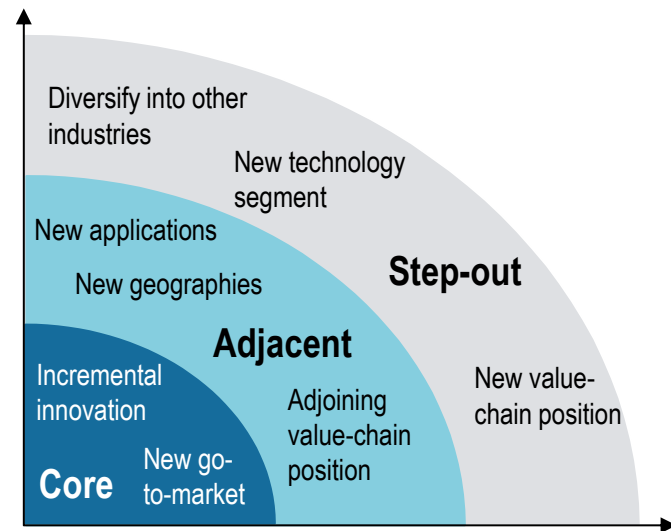 Diversify into other
industries
New technology
segment
Step-out
New value-
chain position
New applications
New geographies
Adjacent
Adjoining
value-chain
position
Incremental
innovation
New go-
to-market
Core